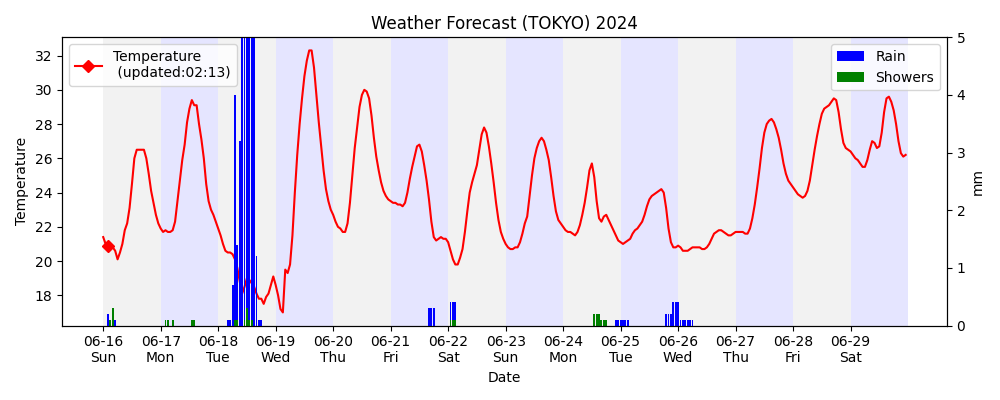 Weather Forecast (TOKYO) 2024
Temperature
(updated:02:13)
Rain
Showers
Temperature
32
30
28
26
24
22
20
18
5
4
3
2
1
0
mm
06-16 06-17 06-18 06-19 06-20 06-21 06-22 06-23 06-24 06-25 06-26 06-27 06-28 06-29
Sun Mon Tue Wed Thu Fri Sat Sun Mon Tue Wed Thu Fri Sat
Date